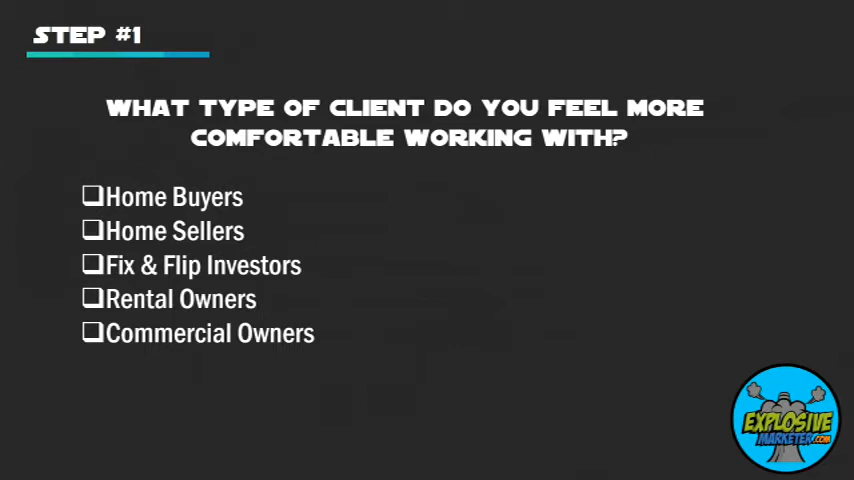 STEP #1
WHAT TYPE OF CLIENT DO YOU FEEL MORE
COMFORTABLE WORKING WITH?
❑Home Buyers
❑Home Sellers
❑Fix & Flip Investors
❑Rental Owners
❑Commercial Owners
EXPLOSIVE
MARKETER.COM